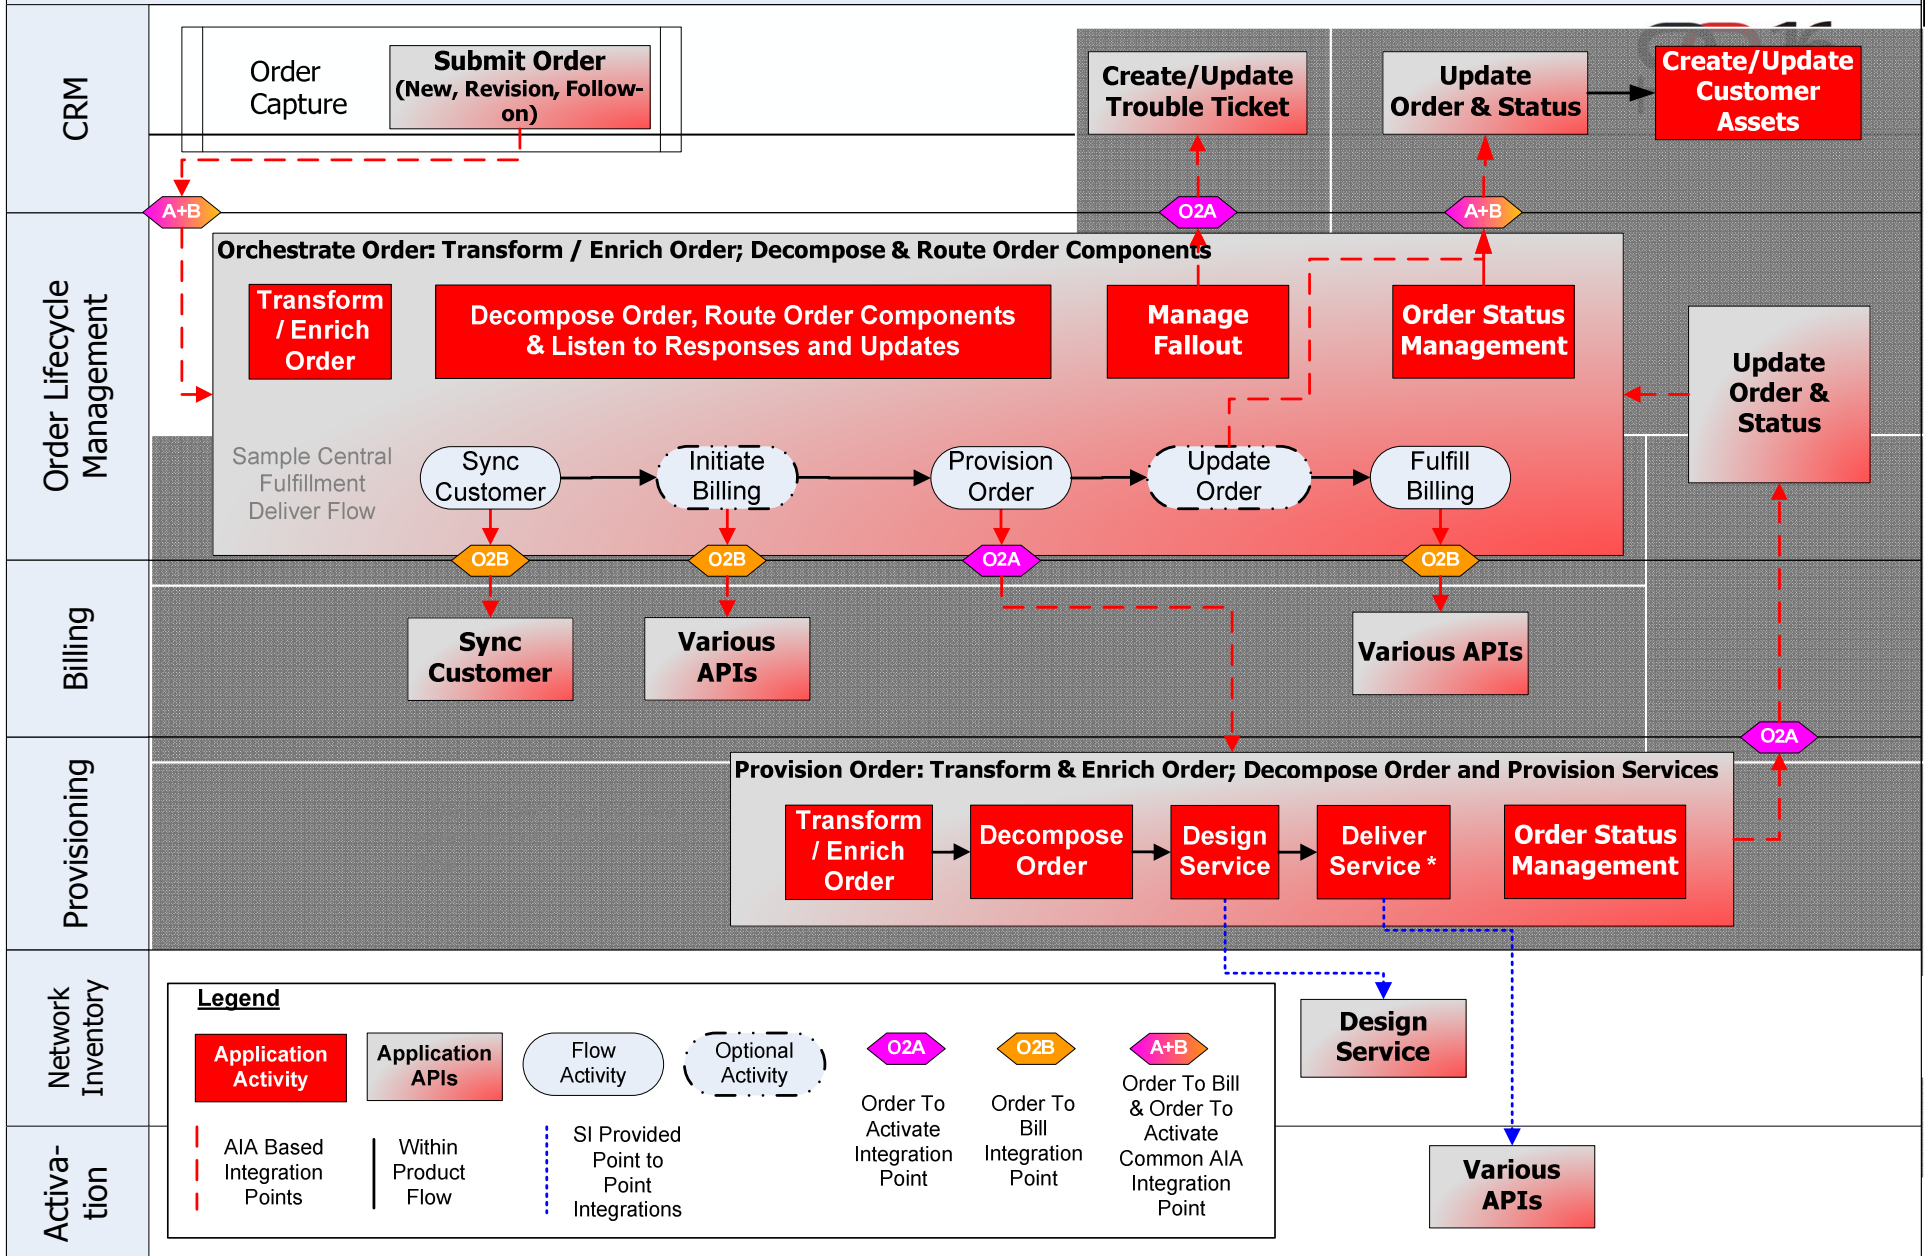 CRM
Order
Capture
Submit Order
(New, Revision, Follow-
on)
Create/Update
Trouble Ticket
Update
Order & Status
16
Create/Update
Customer
Assets
A+B
O2A
A+B
Order Lifecycle
Management
Orchestrate Order: Transform / Enrich Order; Decompose & Route Order Components
Transform
/ Enrich
Order
Decompose Order, Route Order Components
& Listen to Responses and Updates
Manage
Fallout
Order Status
Management
Update
Order &
Status
Sample Central
Fulfillment
Deliver Flow
Sync
Customer
Initiate
Billing
Provision
Order
Update
Order
Fulfill
Billing
O2B
O2B
O2A
O2B
Billing
Sync
Customer
Various
APIs
Various APIs
O2A
Provisioning
Provision Order: Transform & Enrich Order; Decompose Order and Provision Services
Transform
/ Enrich
Order
Decompose
Order
Design
Service
Deliver
Service *
Order Status
Management
Network
Inventory
Design
Service
Activa-
tion
Various
APIs
Legend
Application
Activity
Application
APIs
Flow
Activity
Optional
Activity
O2A
O2B
A+B
AIA Based
Integration
Points
Within
Product
Flow
SI Provided
Point to
Point
Integrations
Order To
Activate
Integration
Point
Order To
Bill
Integration
Point
Order To Bill
& Order To
Activate
Common AIA
Integration
Point